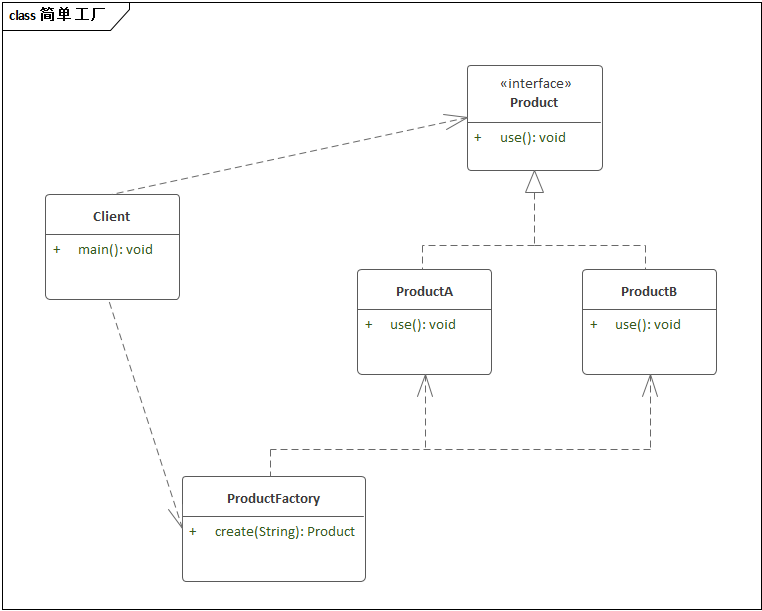 class 简单工厂
«interface»
Product
+ use(): void
Client
+ main(): void
ProductA
+ use(): void
ProductB
+ use(): void
ProductFactory
+ create(String): Product